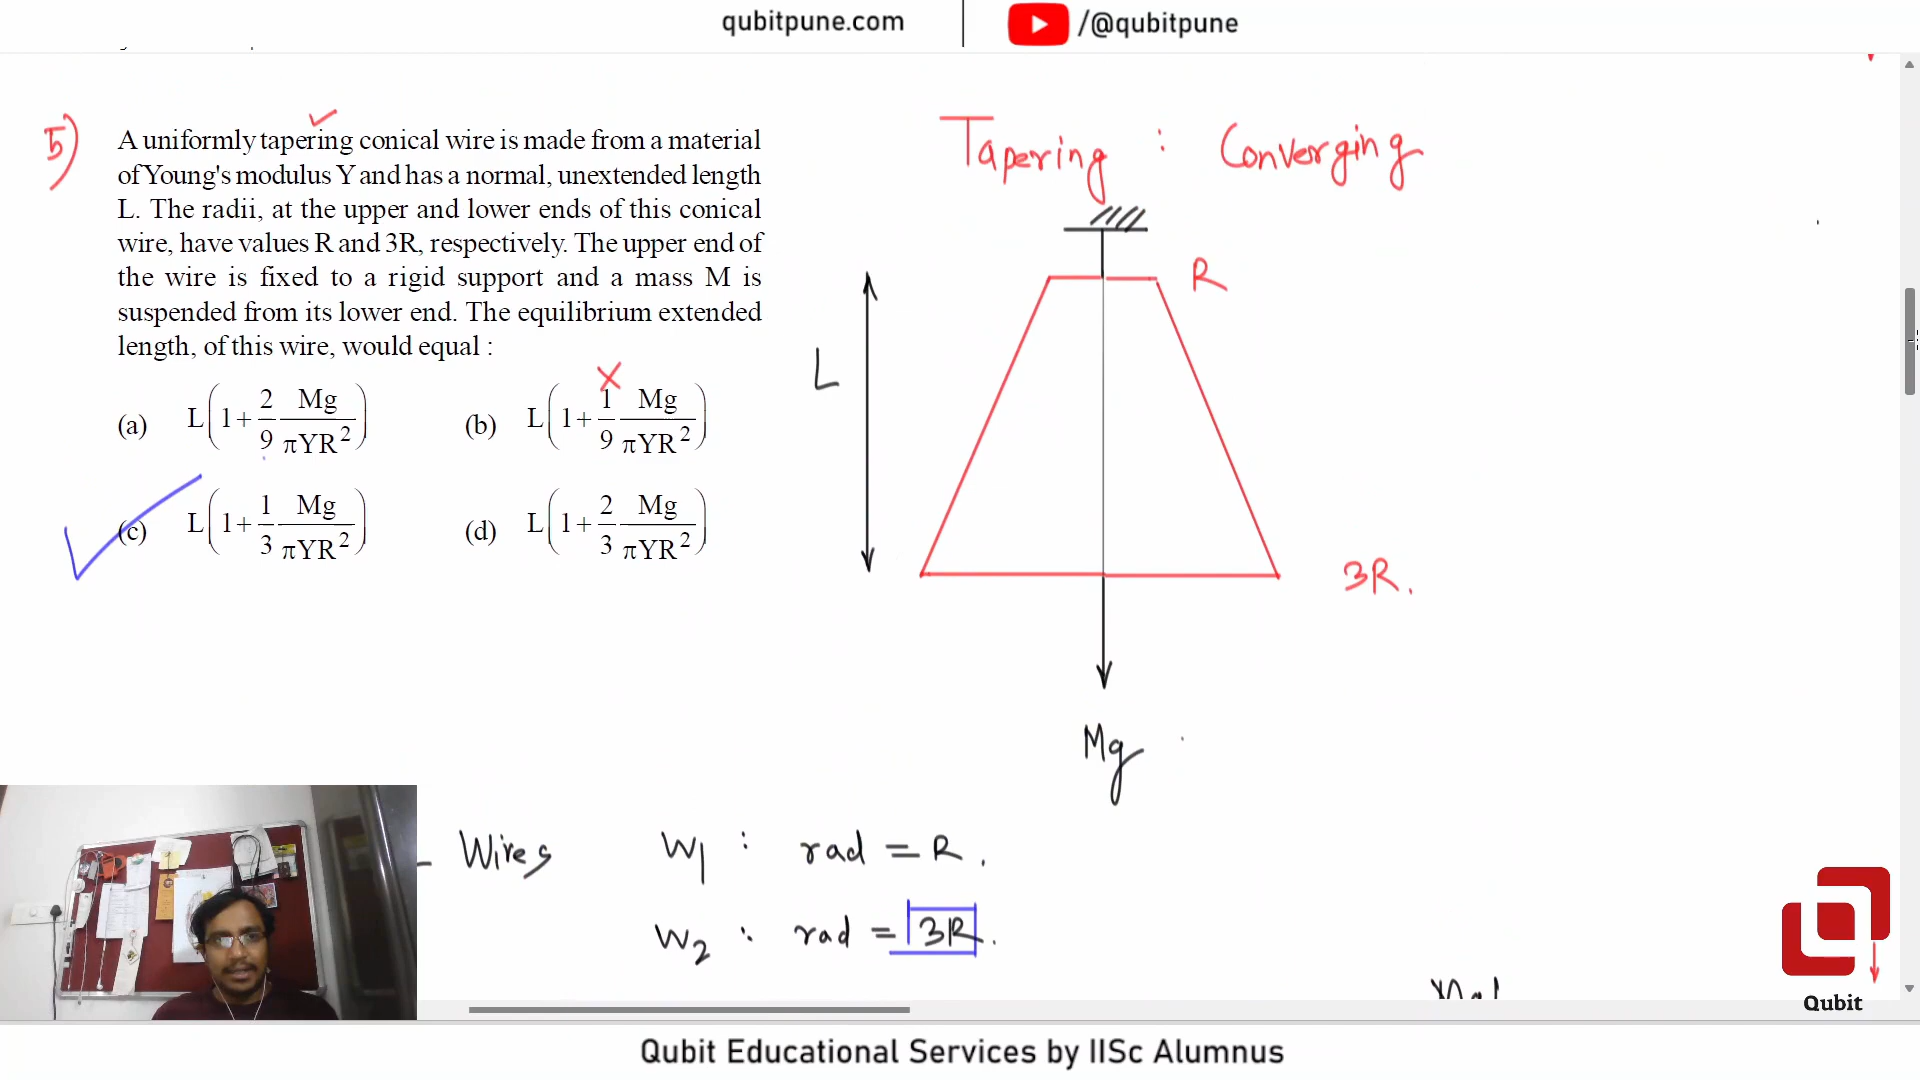 qubitpune.com /@qubitpune
5)
A uniformly tapering conical wire is made from a material
of Young's modulus Y and has a normal, unextended length
L. The radii, at the upper and lower ends of this conical
wire, have values R and 3R, respectively. The upper end of
the wire is fixed to a rigid support and a mass M is
suspended from its lower end. The equilibrium extended
length, of this wire, would equal :
(a) L(1+ 2/9 Mg/πYR²) (b) L(1+ 1/9 Mg/πYR²)
(c) L(1+ 1/3 Mg/πYR²) (d) L(1+ 2/3 Mg/πYR²)
Tapering : Converging
R
L
3R.
Mg
Wires W1 : rad = R.
W2 : rad = 3R.
Qubit
Qubit Educational Services by IISc Alumnus